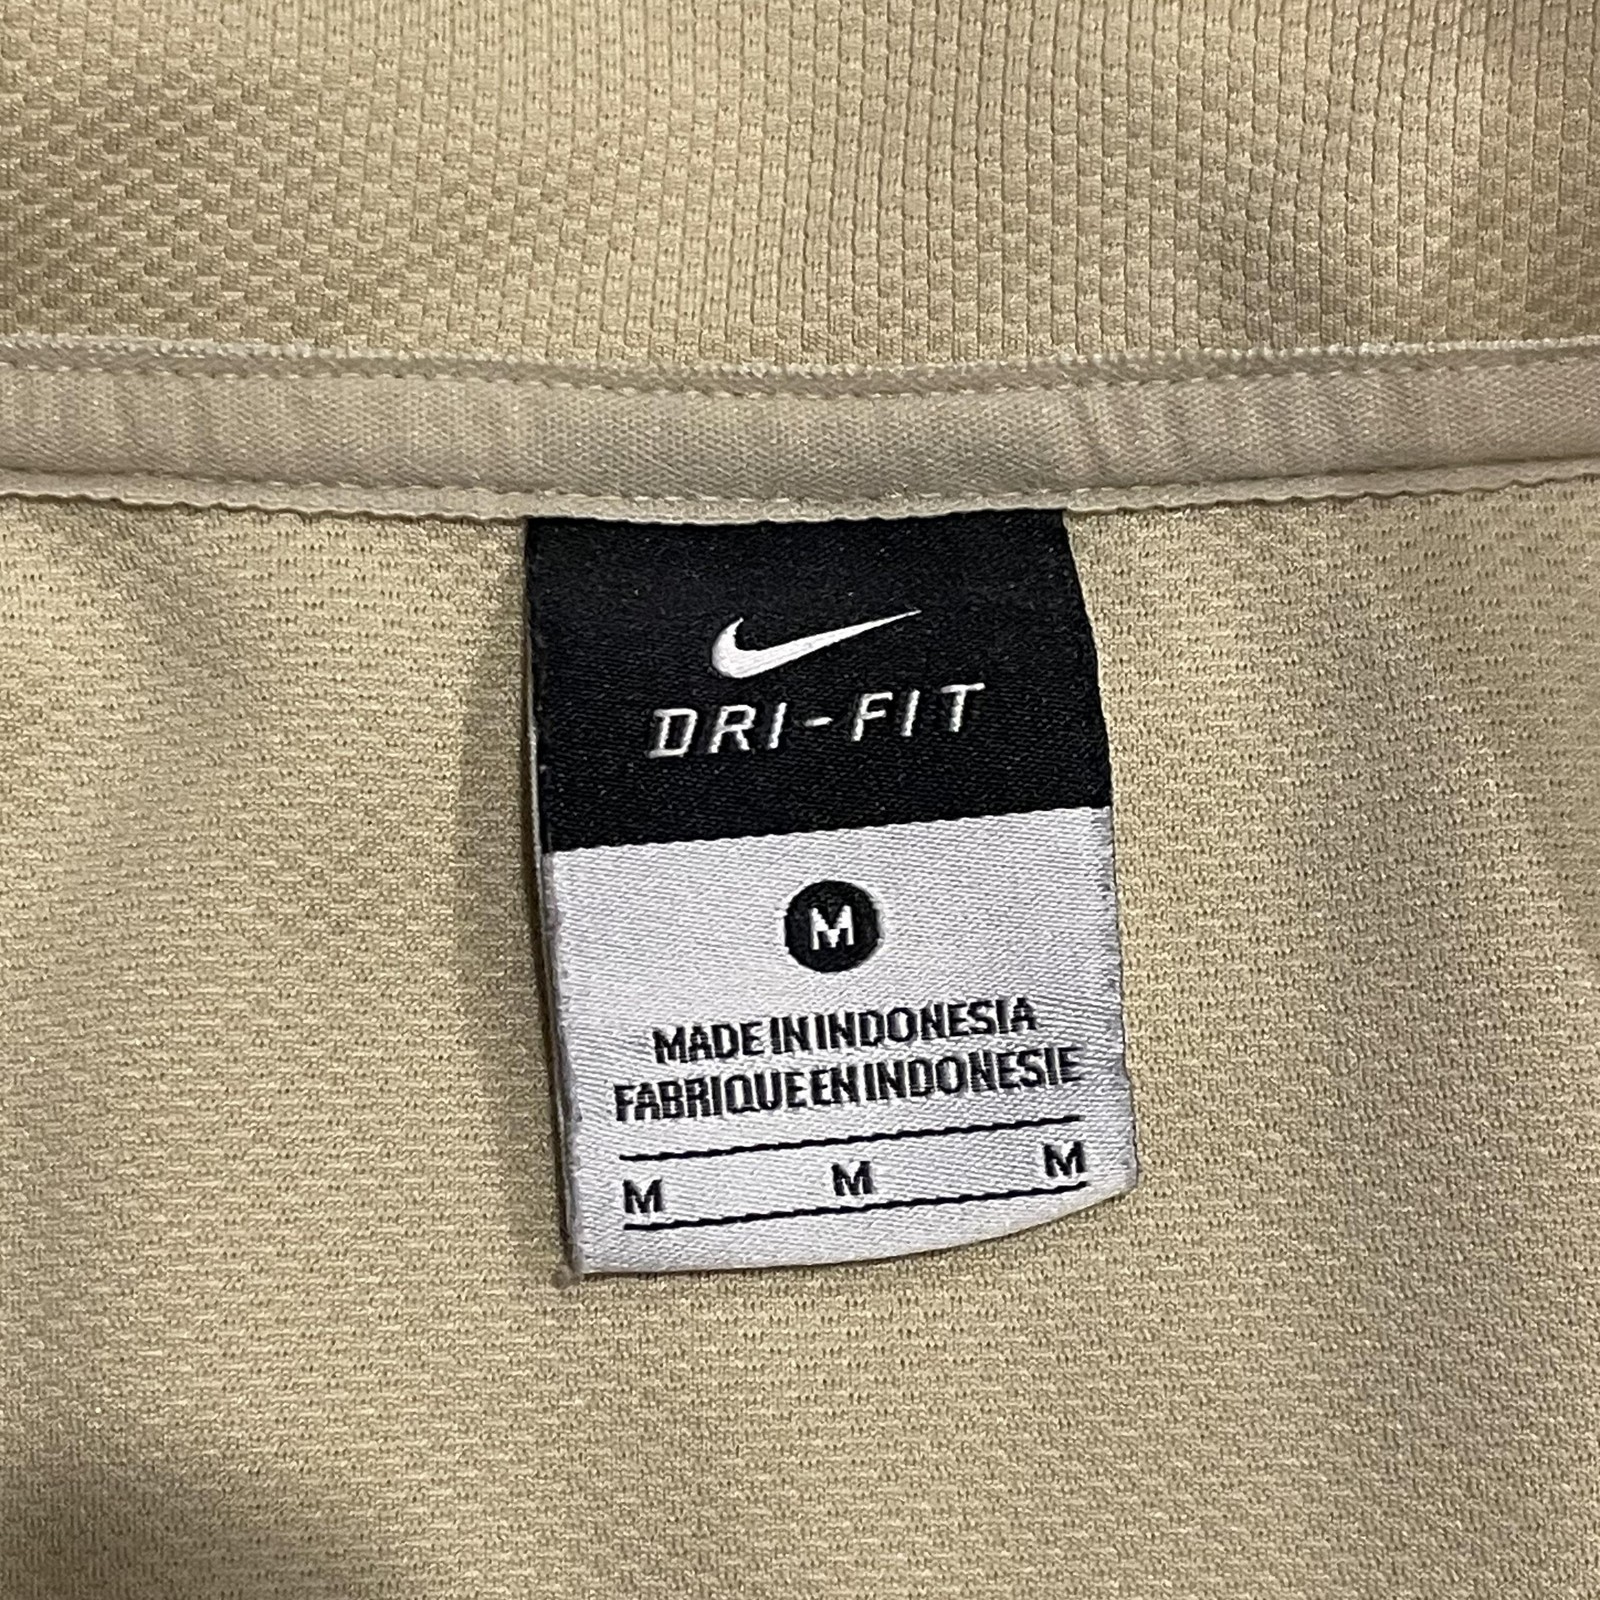 DRI-FIT
M
MADE IN INDONESIA
FABRIQUE EN INDONESIE
M M M